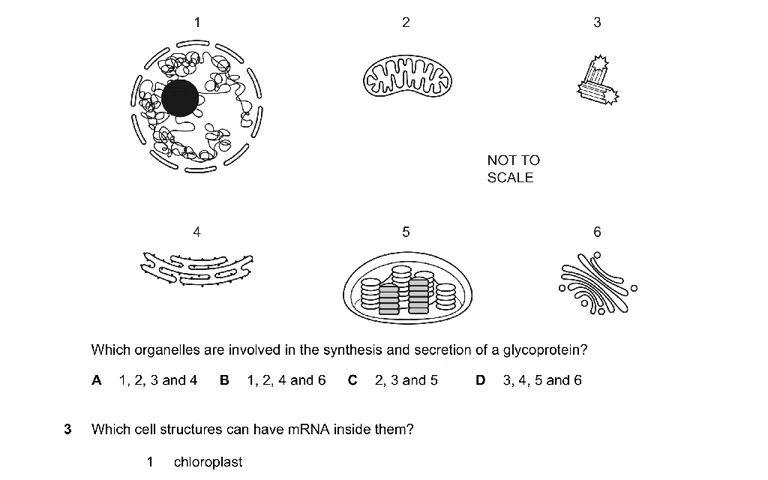 1 2 3
NOT TO
SCALE
4 5 6
Which organelles are involved in the synthesis and secretion of a glycoprotein?
A 1, 2, 3 and 4 B 1, 2, 4 and 6 C 2, 3 and 5 D 3, 4, 5 and 6
3 Which cell structures can have mRNA inside them?
1 chloroplast